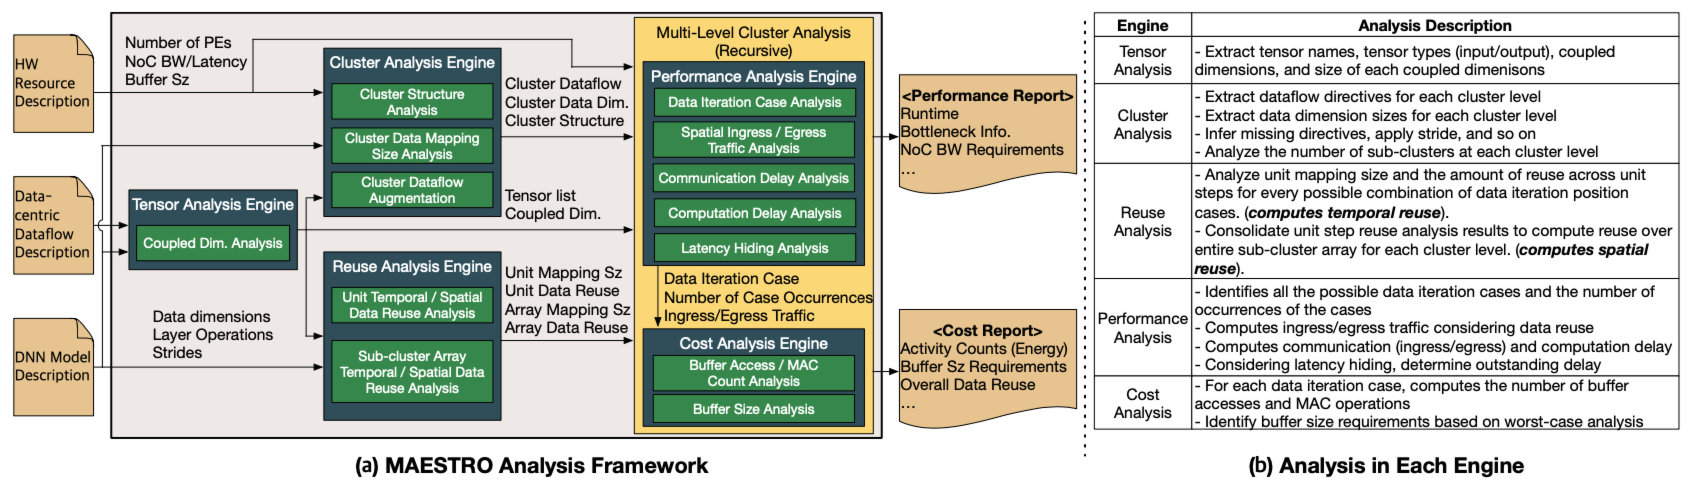 HW
Resource
Description
Data-
centric
Dataflow
Description
DNN Model
Description
Number of PEs
NoC BW/Latency
Buffer Sz
Tensor Analysis Engine
Coupled Dim. Analysis
Data dimensions
Layer Operations
Strides
Cluster Analysis Engine
Cluster Structure
Analysis
Cluster Data Mapping
Size Analysis
Cluster Dataflow
Augmentation
Reuse Analysis Engine
Unit Temporal / Spatial
Data Reuse Analysis
Sub-cluster Array
Temporal / Spatial Data
Reuse Analysis
Cluster Dataflow
Cluster Data Dim.
Cluster Structure
Tensor list
Coupled Dim.
Unit Mapping Sz
Unit Data Reuse
Array Mapping Sz
Array Data Reuse
Multi-Level Cluster Analysis
(Recursive)
Performance Analysis Engine
Data Iteration Case Analysis
Spatial Ingress / Egress
Traffic Analysis
Communication Delay Analysis
Computation Delay Analysis
Latency Hiding Analysis
Data Iteration Case
Number of Case Occurrences
Ingress/Egress Traffic
Cost Analysis Engine
Buffer Access / MAC
Count Analysis
Buffer Size Analysis
<Performance Report>
Runtime
Bottleneck Info.
NoC BW Requirements
...
<Cost Report>
Activity Counts (Energy)
Buffer Sz Requirements
Overall Data Reuse
...
(a) MAESTRO Analysis Framework
Engine
Analysis Description
Tensor
Analysis
- Extract tensor names, tensor types (input/output), coupled
dimensions, and size of each coupled dimenisons
Cluster
Analysis
- Extract dataflow directives for each cluster level
- Extract data dimension sizes for each cluster level
- Infer missing directives, apply stride, and so on
- Analyze the number of sub-clusters at each cluster level
Reuse
Analysis
- Analyze unit mapping size and the amount of reuse across unit
steps for every possible combination of data iteration position
cases. (computes temporal reuse).
- Consolidate unit step reuse analysis results to compute reuse over
entire sub-cluster array for each cluster level. (computes spatial
reuse).
Performance
Analysis
- Identifies all the possible data iteration cases and the number of
occurrences of the cases
- Computes ingress/egress traffic considering data reuse
- Computes communication (ingress/egress) and computation delay
- Considering latency hiding, determine outstanding delay
Cost
Analysis
- For each data iteration case, computes the number of buffer
accesses and MAC operations
- Identify buffer size requirements based on worst-case analysis
(b) Analysis in Each Engine